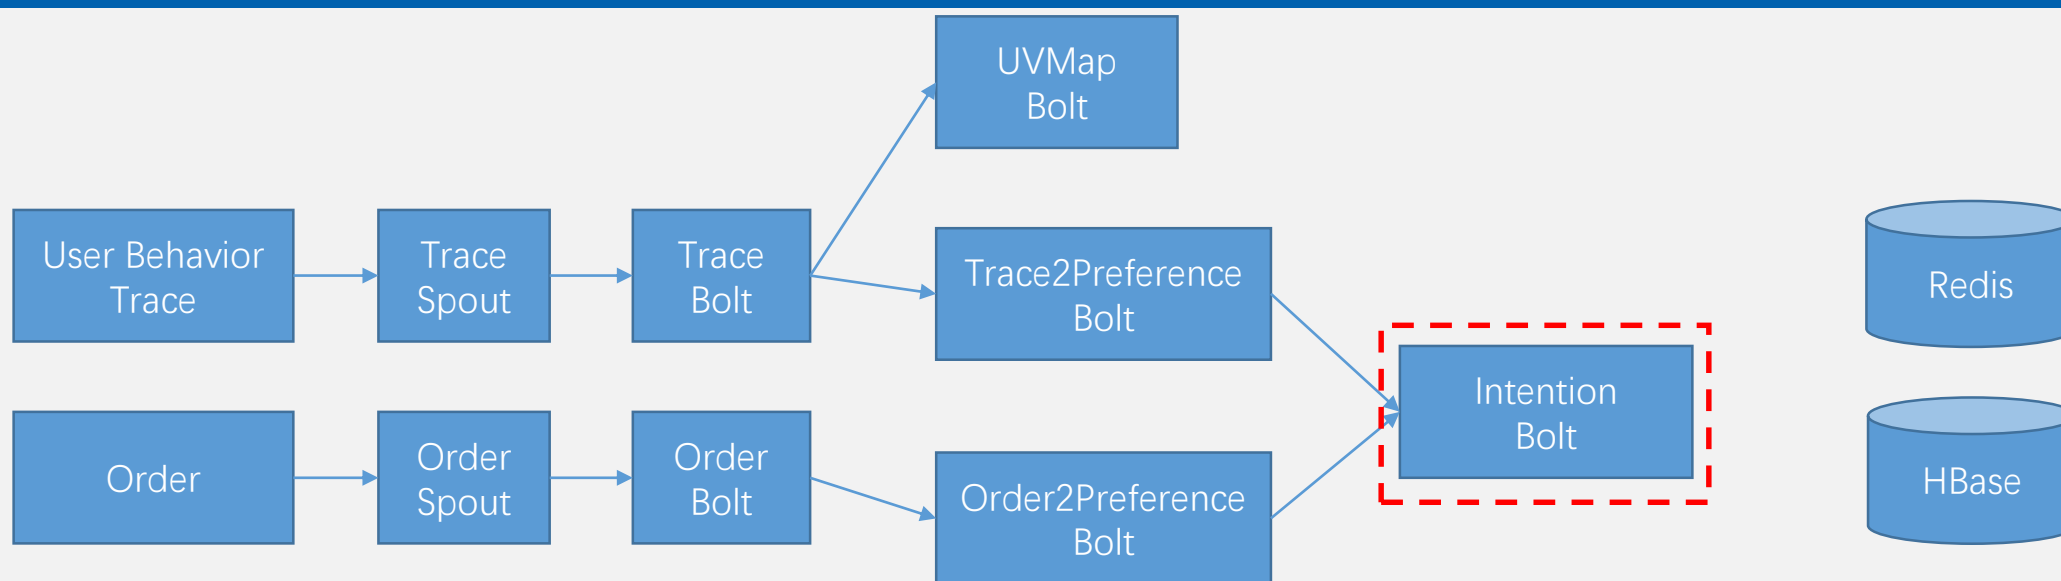 UVMap
Bolt
User Behavior
Trace
Trace
Spout
Trace
Bolt
Trace2Preference
Bolt
Redis
Intention
Bolt
Order
Order
Spout
Order
Bolt
Order2Preference
Bolt
HBase